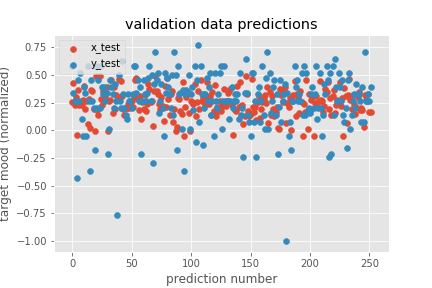 validation data predictions
x_test
y_test
target mood (normalized)
0.75
0.50
0.25
0.00
−0.25
−0.50
−0.75
−1.00
0 50 100 150 200 250
prediction number